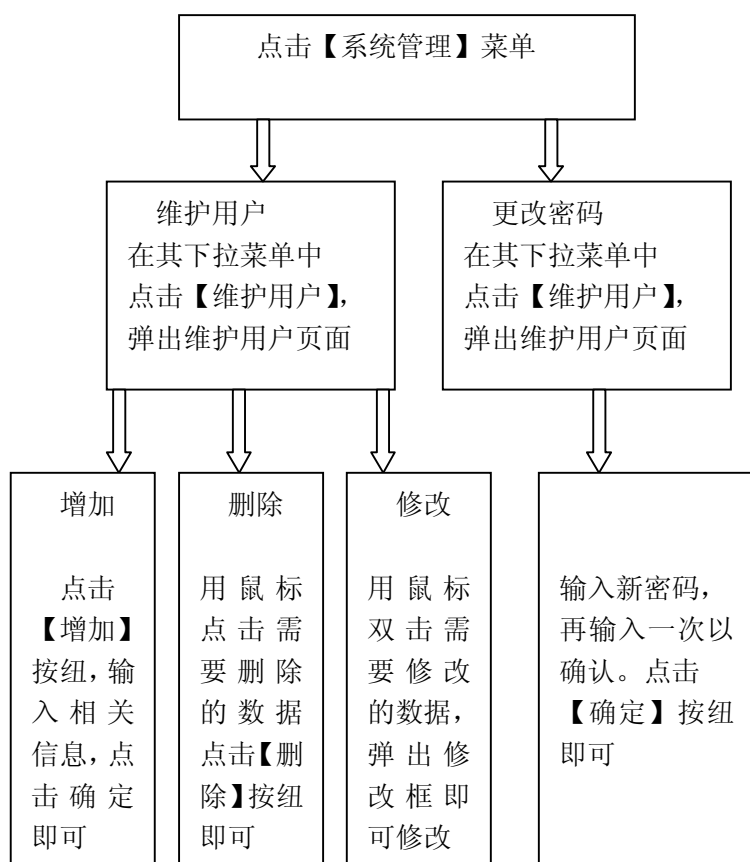 点击【系统管理】菜单
维护用户
在其下拉菜单中
点击【维护用户】，
弹出维护用户页面
更改密码
在其下拉菜单中
点击【维护用户】，
弹出维护用户页面
增加
点击
【增加】
按纽，输
入相关
信息，点
击确定
即可
删除
用鼠标
点击需
要删除
的数据
点击【删
除】按纽
即可
修改
用鼠标
双击需
要修改
的数据，
弹出修
改框即
可修改
输入新密码，
再输入一次以
确认。点击
【确定】按纽
即可